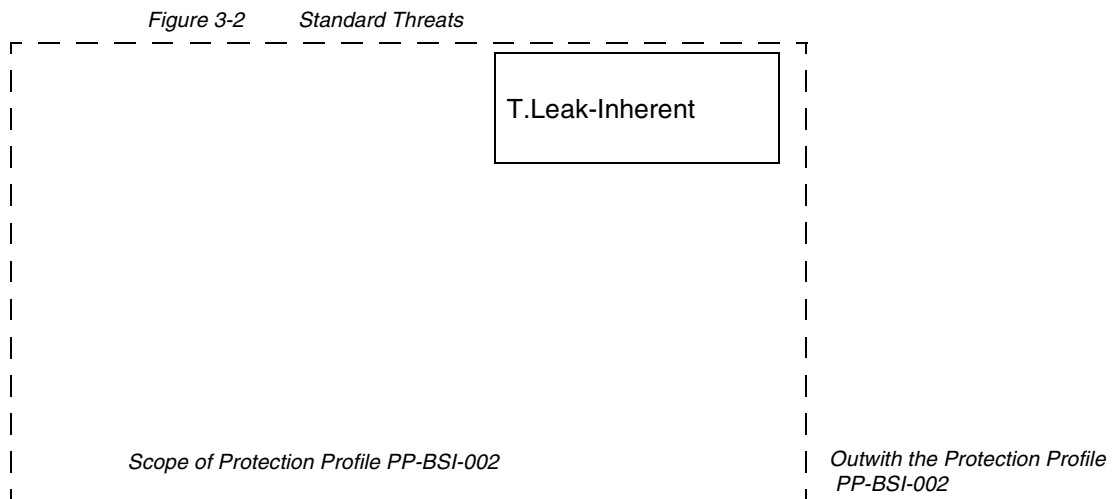 Figure 3-2 Standard Threats
T.Leak-Inherent
Scope of Protection Profile PP-BSI-002
Outwith the Protection Profile
PP-BSI-002